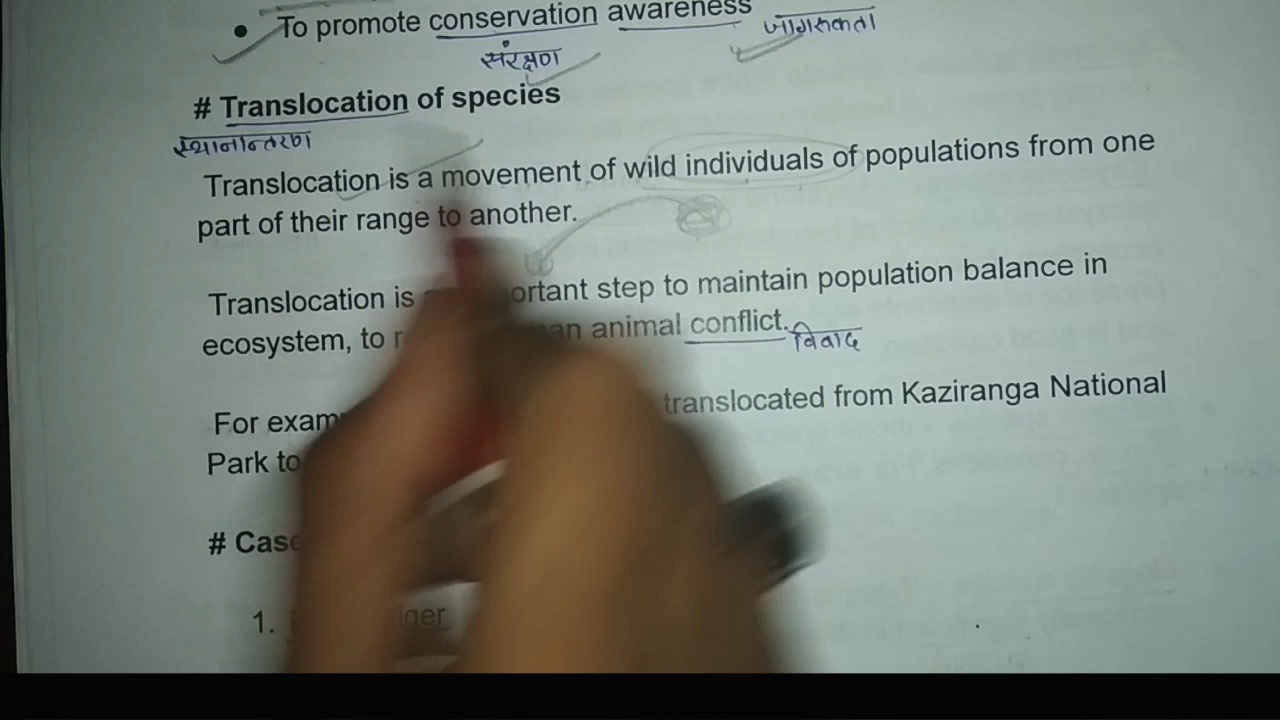 • To promote conservation awareness जागरूकता
संरक्षण
# Translocation of species
स्थानान्तरण
Translocation is a movement of wild individuals of populations from one
part of their range to another.
Translocation is ortant step to maintain population balance in
ecosystem, to an animal conflict. विवाद
For exam translocated from Kaziranga National
Park to
# Case
1. iger